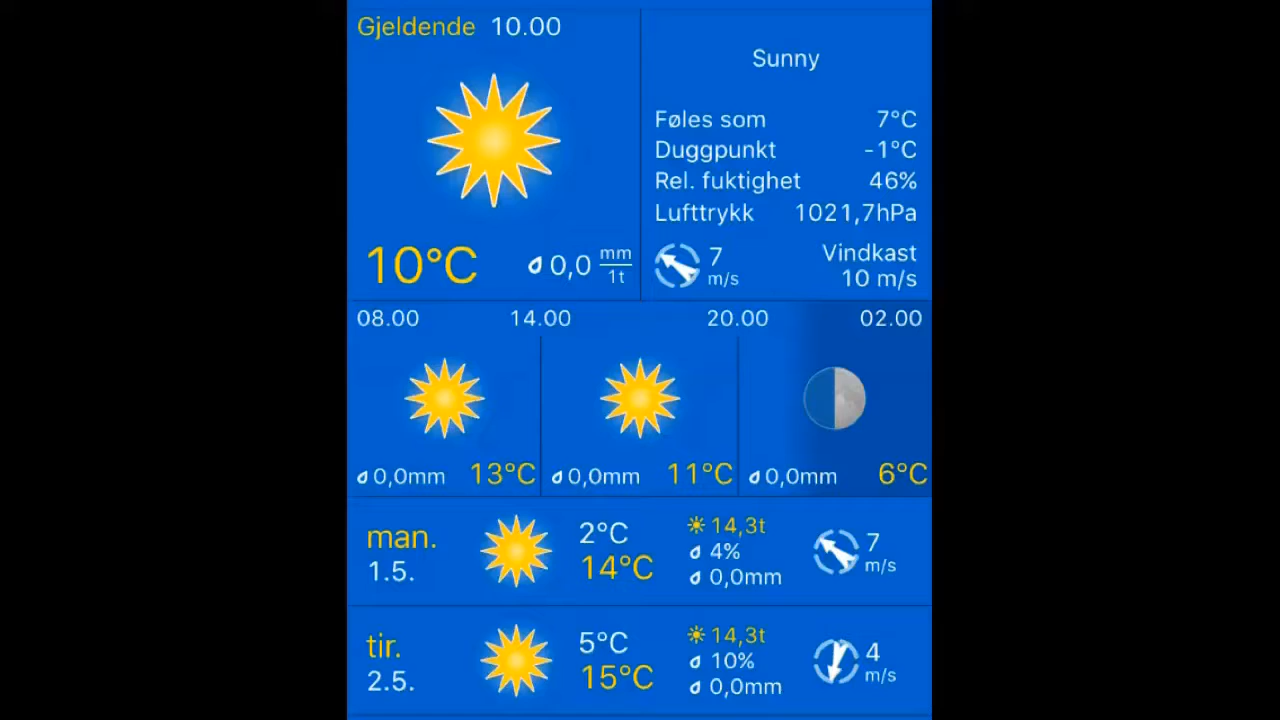 Gjeldende 10.00
10°C 0,0 mm
1t
Sunny
Føles som 7°C
Duggpunkt -1°C
Rel. fuktighet 46%
Lufttrykk 1021,7hPa
7 m/s
Vindkast
10 m/s
08.00 14.00 20.00 02.00
0,0mm 13°C 0,0mm 11°C 0,0mm 6°C
man. 1.5.
2°C
14°C
14,3t
4%
0,0mm
7 m/s
tir. 2.5.
5°C
15°C
14,3t
10%
0,0mm
4 m/s